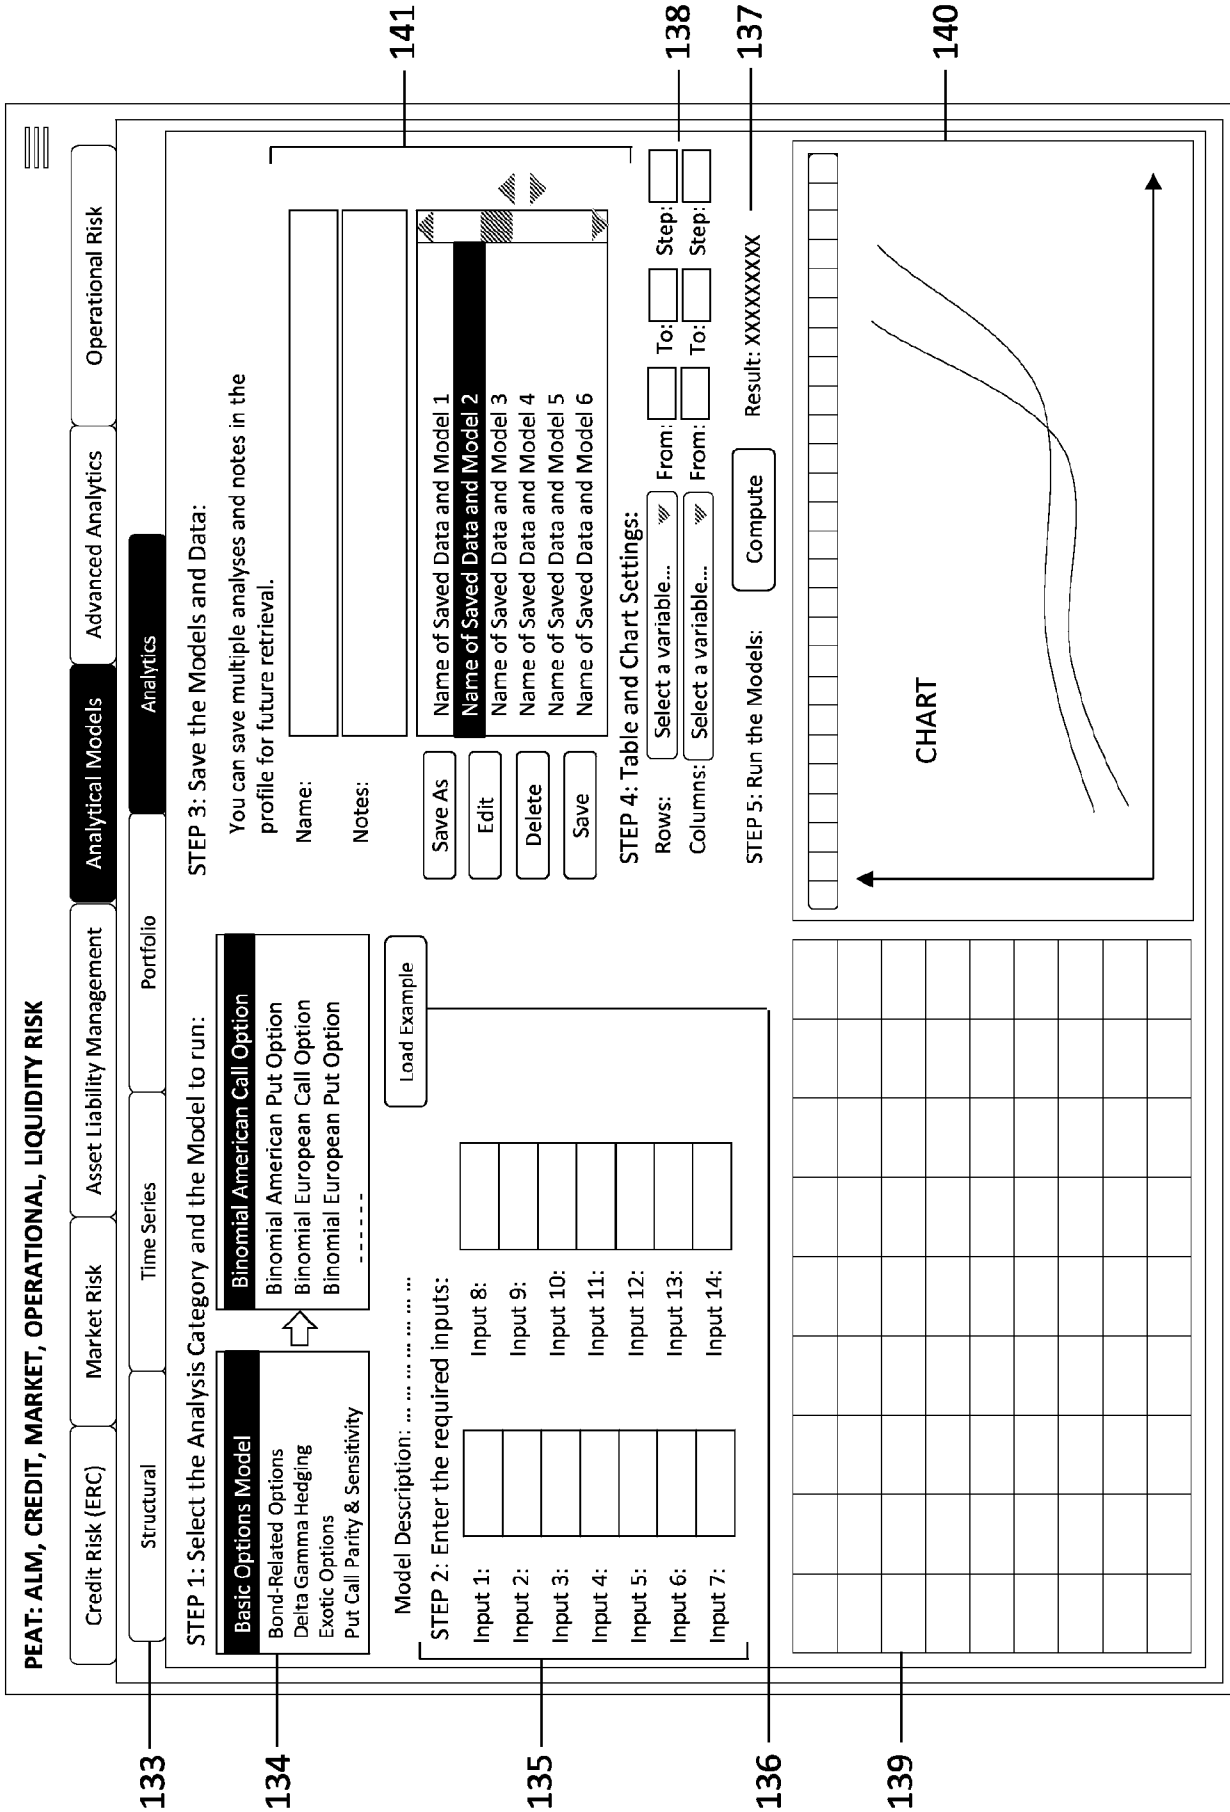 PEAT: ALM, CREDIT, MARKET, OPERATIONAL, LIQUIDITY RISK
Credit Risk (ERC)
Market Risk
Asset Liability Management
Analytical Models
Advanced Analytics
Operational Risk
Structural
Time Series
Portfolio
Analytics
STEP 1: Select the Analysis Category and the Model to run:
Basic Options Model
Bond-Related Options
Delta Gamma Hedging
Exotic Options
Put Call Parity & Sensitivity
Binomial American Call Option
Binomial American Put Option
Binomial European Call Option
Binomial European Put Option
- - - - - -
Model Description: ... ... ... ... ... ...
Load Example
STEP 2: Enter the required inputs:
Input 1:
Input 2:
Input 3:
Input 4:
Input 5:
Input 6:
Input 7:
Input 8:
Input 9:
Input 10:
Input 11:
Input 12:
Input 13:
Input 14:
STEP 3: Save the Models and Data:
You can save multiple analyses and notes in the
profile for future retrieval.
Name:
Notes:
Save As
Edit
Delete
Save
Name of Saved Data and Model 1
Name of Saved Data and Model 2
Name of Saved Data and Model 3
Name of Saved Data and Model 4
Name of Saved Data and Model 5
Name of Saved Data and Model 6
STEP 4: Table and Chart Settings:
Rows: Select a variable... From: To: Step:
Columns: Select a variable... From: To: Step:
STEP 5: Run the Models: Compute Result: XXXXXXXX
CHART
133
134
135
136
139
141
138
137
140